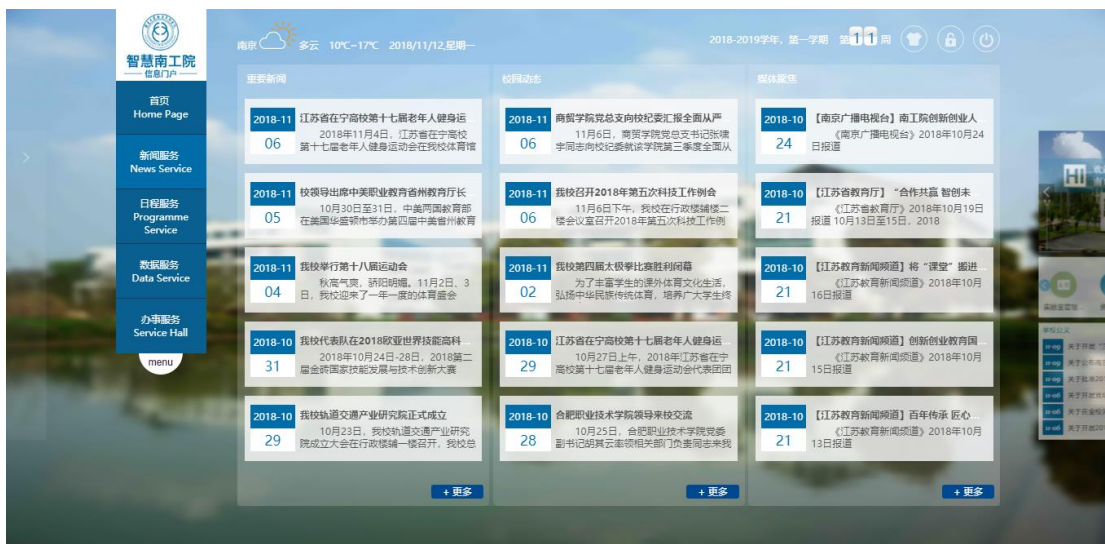 智慧南工院
信息门户
首页
Home Page
新闻服务
News Service
日程服务
Programme
Service
数据服务
Data Service
办事服务
Service Hall
menu
南京 多云 10℃~17℃ 2018/11/12,星期一
2018-2019学年，第一学期 第11周
重要新闻
2018-11
06
江苏省在宁高校第十七届老年人健身运
2018年11月4日，江苏省在宁高校
第十七届老年人健身运动会在我校体育馆
2018-11
05
校领导出席中美职业教育省州教育厅长
10月30日至31日，中美两国教育部
在美国华盛顿市举办第四届中美省州教育
2018-11
04
我校举行第十八届运动会
秋高气爽，骄阳明媚。11月2日、3
日，我校迎来了一年一度的体育盛会
2018-10
31
我校代表队在2018欧亚世界技能高科...
2018年10月24日-28日，2018第二
届金砖国家技能发展与技术创新大赛
2018-10
29
我校轨道交通产业研究院正式成立
10月23日，我校轨道交通产业研究
院成立大会在行政楼辅一楼召开，我校总
+ 更多
校园动态
2018-11
06
商贸学院党总支向校纪委汇报全面从严...
11月6日，商贸学院党总支书记张啸
宇同志向校纪委就该学院第三季度全面从
2018-11
06
我校召开2018年第五次科技工作例会
11月6日下午，我校在行政楼辅楼二
楼会议室召开2018年第五次科技工作例
2018-11
02
我校第四届太极拳比赛胜利闭幕
为了丰富学生的课外体育文化生活，
弘扬中华民族传统体育，培养广大学生终
2018-10
29
江苏省在宁高校第十七届老年人健身运...
10月27日上午，2018年江苏省在宁
高校第十七届老年人健身运动会代表团团
2018-10
28
合肥职业技术学院领导来校交流
10月25日，合肥职业技术学院党委
副书记胡其云率领相关部门负责同志来我
+ 更多
媒体聚焦
2018-10
24
【南京广播电视台】南工院创新创业人...
《南京广播电视台》2018年10月24
日报道
2018-10
21
【江苏省教育厅】“合作共赢 智创未
《江苏省教育厅》2018年10月19日
报道 10月13日至15日，2018
2018-10
21
【江苏教育新闻频道】将“课堂”搬进...
《江苏教育新闻频道》2018年10月
16日报道
2018-10
21
【江苏教育新闻频道】创新创业教育国...
《江苏教育新闻频道》2018年10月
15日报道
2018-10
21
【江苏教育新闻频道】百年传承 匠心...
《江苏教育新闻频道》2018年10月
13日报道
+ 更多
HI
学校公文
11-09
11-09
11-09
11-06
11-06
11-06